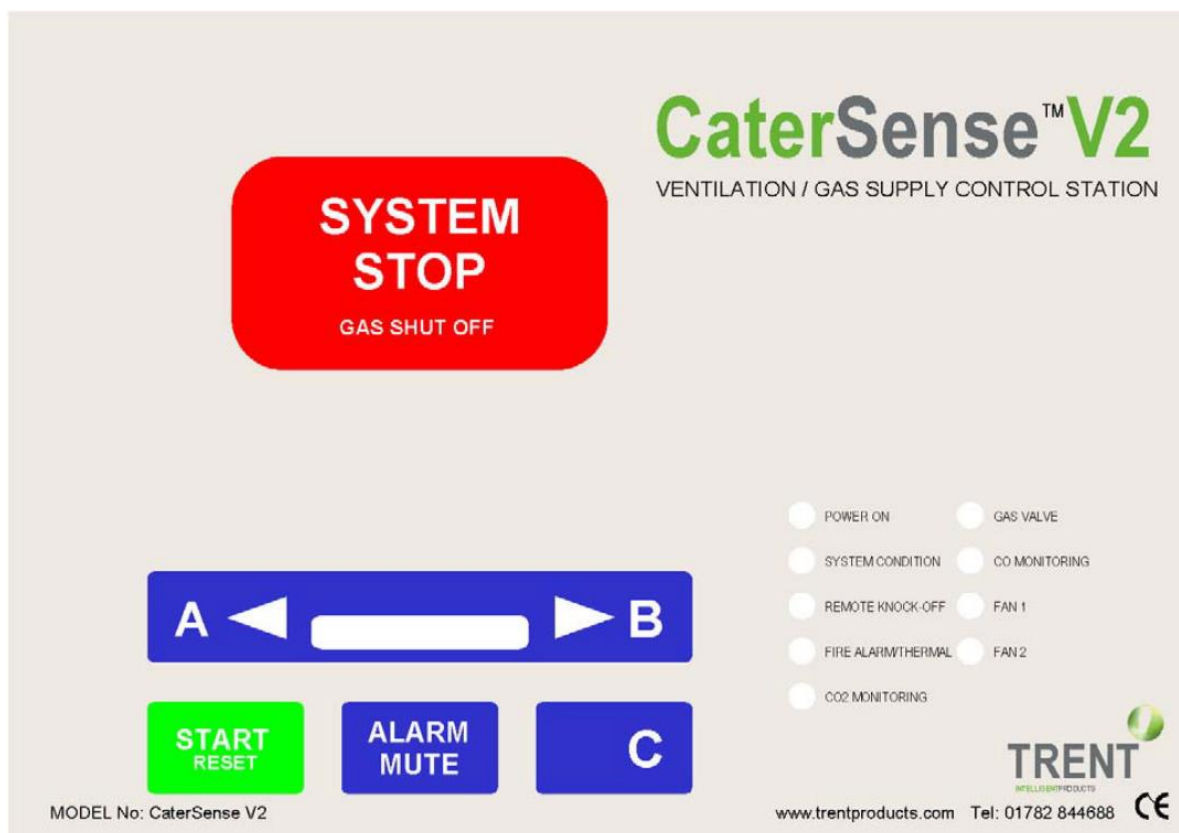 CaterSense™V2
VENTILATION / GAS SUPPLY CONTROL STATION
SYSTEM
STOP
GAS SHUT OFF
POWER ON
GAS VALVE
SYSTEM CONDITION
CO MONITORING
REMOTE KNOCK-OFF
FAN 1
FIRE ALARM/THERMAL
FAN 2
CO2 MONITORING
A
B
START
RESET
ALARM
MUTE
C
TRENT
INTELLIGENTPRODUCTS
MODEL No: CaterSense V2
www.trentproducts.com Tel: 01782 844688 CE